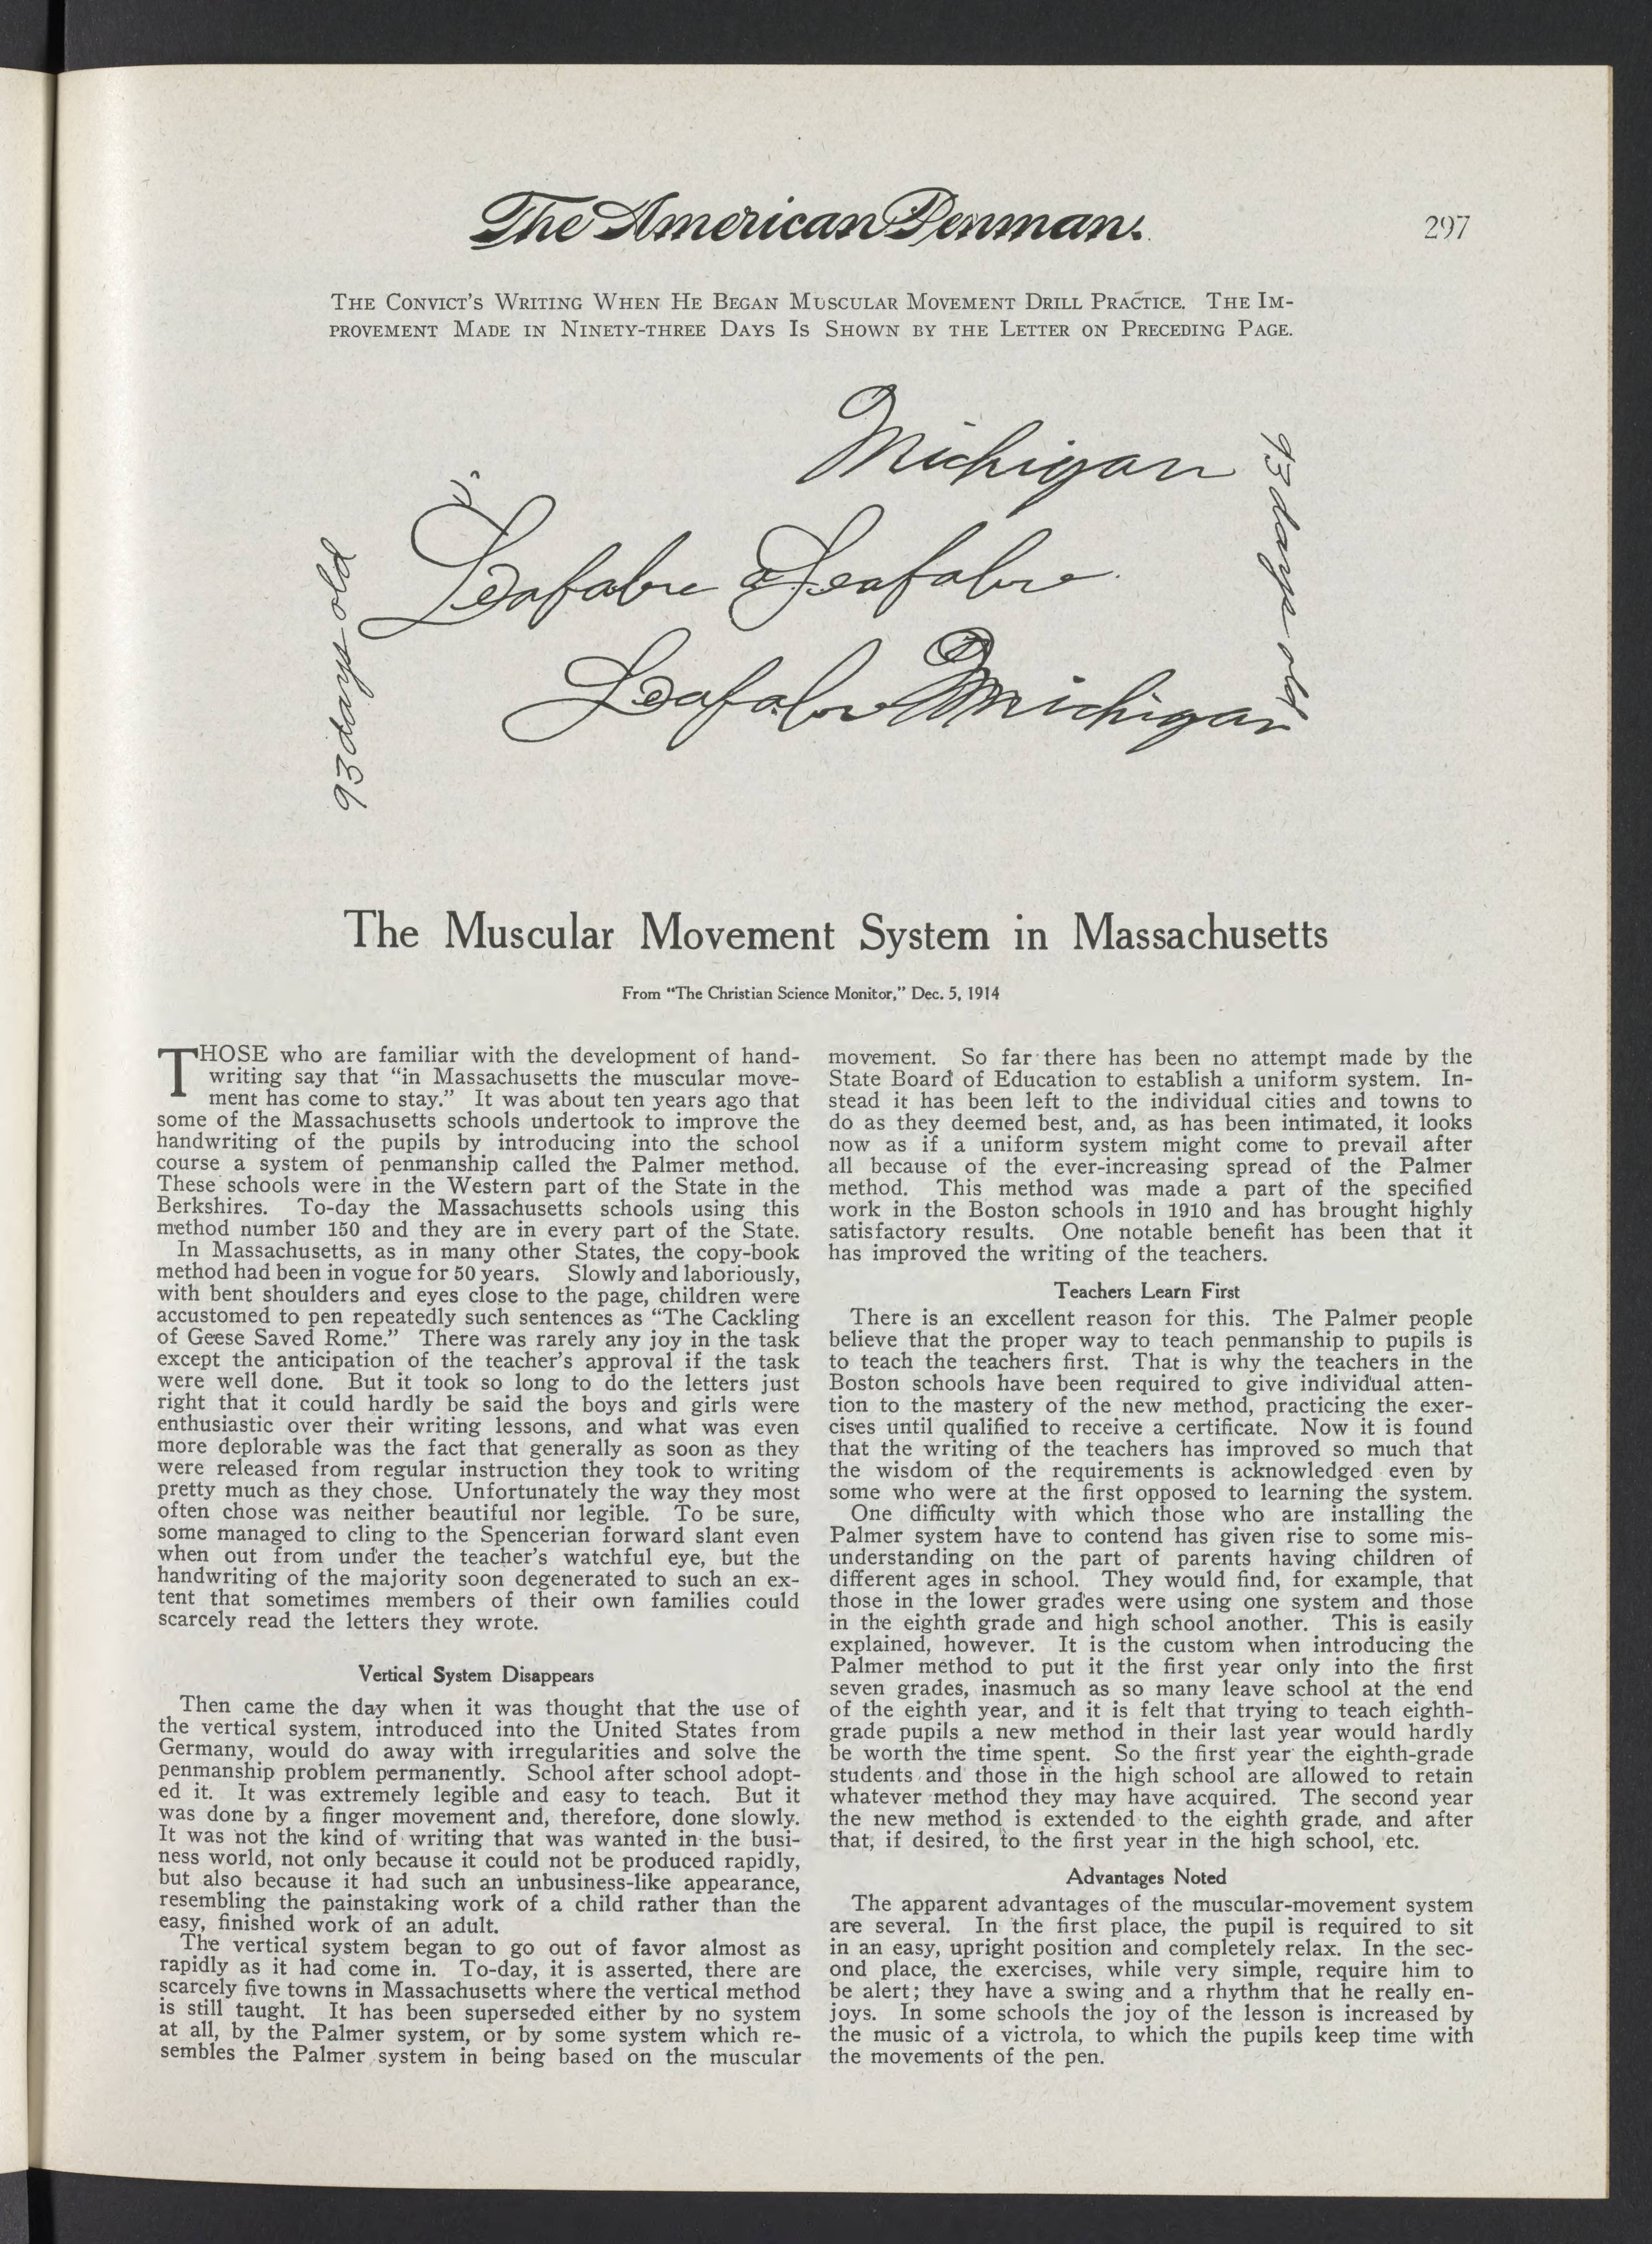 The American Penman.
297
THE CONVICT'S WRITING WHEN HE BEGAN MUSCULAR MOVEMENT DRILL PRACTICE. THE IM-
PROVEMENT MADE IN NINETY-THREE DAYS IS SHOWN BY THE LETTER ON PRECEDING PAGE.
Michigan
93 days old
Leafabre Leafabre
93 days old
Leafabre Michigan
The Muscular Movement System in Massachusetts
From "The Christian Science Monitor," Dec. 5, 1914
THOSE who are familiar with the development of hand-
writing say that "in Massachusetts the muscular move-
ment has come to stay." It was about ten years ago that
some of the Massachusetts schools undertook to improve the
handwriting of the pupils by introducing into the school
course a system of penmanship called the Palmer method.
These schools were in the Western part of the State in the
Berkshires. To-day the Massachusetts schools using this
method number 150 and they are in every part of the State.
In Massachusetts, as in many other States, the copy-book
method had been in vogue for 50 years. Slowly and laboriously,
with bent shoulders and eyes close to the page, children were
accustomed to pen repeatedly such sentences as "The Cackling
of Geese Saved Rome." There was rarely any joy in the task
except the anticipation of the teacher's approval if the task
were well done. But it took so long to do the letters just
right that it could hardly be said the boys and girls were
enthusiastic over their writing lessons, and what was even
more deplorable was the fact that generally as soon as they
were released from regular instruction they took to writing
pretty much as they chose. Unfortunately the way they most
often chose was neither beautiful nor legible. To be sure,
some managed to cling to the Spencerian forward slant even
when out from under the teacher's watchful eye, but the
handwriting of the majority soon degenerated to such an ex-
tent that sometimes members of their own families could
scarcely read the letters they wrote.
Vertical System Disappears
Then came the day when it was thought that the use of
the vertical system, introduced into the United States from
Germany, would do away with irregularities and solve the
penmanship problem permanently. School after school adopt-
ed it. It was extremely legible and easy to teach. But it
was done by a finger movement and, therefore, done slowly.
It was not the kind of writing that was wanted in the busi-
ness world, not only because it could not be produced rapidly,
but also because it had such an unbusiness-like appearance,
resembling the painstaking work of a child rather than the
easy, finished work of an adult.
The vertical system began to go out of favor almost as
rapidly as it had come in. To-day, it is asserted, there are
scarcely five towns in Massachusetts where the vertical method
is still taught. It has been superseded either by no system
at all, by the Palmer system, or by some system which re-
sembles the Palmer system in being based on the muscular
movement. So far there has been no attempt made by the
State Board of Education to establish a uniform system. In-
stead it has been left to the individual cities and towns to
do as they deemed best, and, as has been intimated, it looks
now as if a uniform system might come to prevail after
all because of the ever-increasing spread of the Palmer
method. This method was made a part of the specified
work in the Boston schools in 1910 and has brought highly
satisfactory results. One notable benefit has been that it
has improved the writing of the teachers.
Teachers Learn First
There is an excellent reason for this. The Palmer people
believe that the proper way to teach penmanship to pupils is
to teach the teachers first. That is why the teachers in the
Boston schools have been required to give individual atten-
tion to the mastery of the new method, practicing the exer-
cises until qualified to receive a certificate. Now it is found
that the writing of the teachers has improved so much that
the wisdom of the requirements is acknowledged even by
some who were at the first opposed to learning the system.
One difficulty with which those who are installing the
Palmer system have to contend has given rise to some mis-
understanding on the part of parents having children of
different ages in school. They would find, for example, that
those in the lower grades were using one system and those
in the eighth grade and high school another. This is easily
explained, however. It is the custom when introducing the
Palmer method to put it the first year only into the first
seven grades, inasmuch as so many leave school at the end
of the eighth year, and it is felt that trying to teach eighth-
grade pupils a new method in their last year would hardly
be worth the time spent. So the first year the eighth-grade
students and those in the high school are allowed to retain
whatever method they may have acquired. The second year
the new method is extended to the eighth grade, and after
that, if desired, to the first year in the high school, etc.
Advantages Noted
The apparent advantages of the muscular-movement system
are several. In the first place, the pupil is required to sit
in an easy, upright position and completely relax. In the sec-
ond place, the exercises, while very simple, require him to
be alert; they have a swing and a rhythm that he really en-
joys. In some schools the joy of the lesson is increased by
the music of a victrola, to which the pupils keep time with
the movements of the pen.